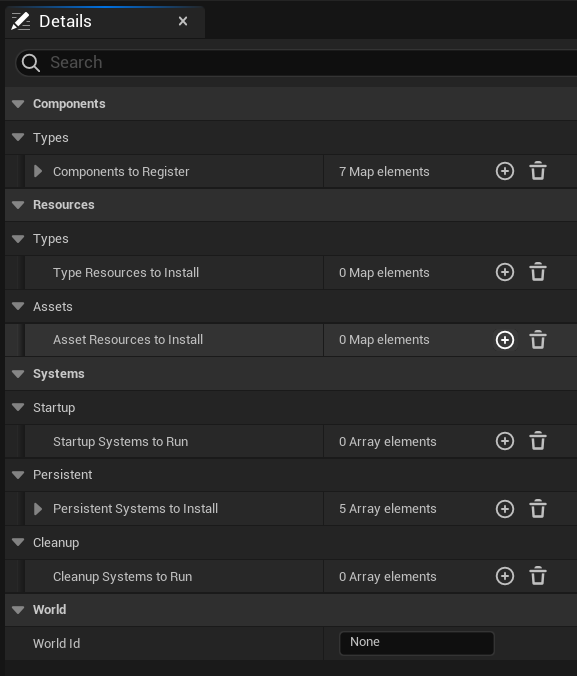 Details
Search
Components
Types
Components to Register 7 Map elements
Resources
Types
Type Resources to Install 0 Map elements
Assets
Asset Resources to Install 0 Map elements
Systems
Startup
Startup Systems to Run 0 Array elements
Persistent
Persistent Systems to Install 5 Array elements
Cleanup
Cleanup Systems to Run 0 Array elements
World
World Id None